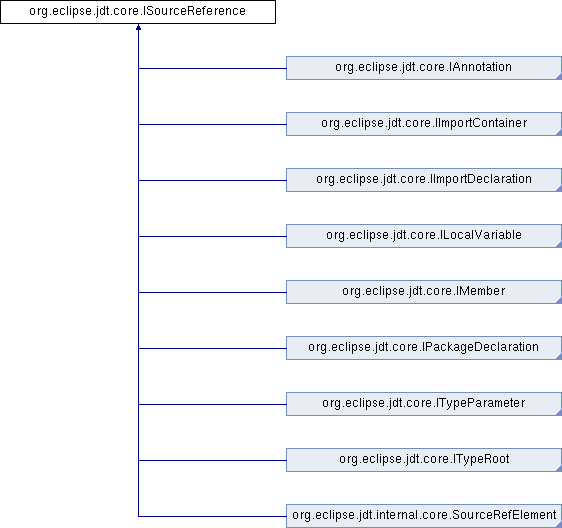 org.eclipse.jdt.core.ISourceReference
org.eclipse.jdt.core.IAnnotation
org.eclipse.jdt.core.IImportContainer
org.eclipse.jdt.core.IImportDeclaration
org.eclipse.jdt.core.ILocalVariable
org.eclipse.jdt.core.IMember
org.eclipse.jdt.core.IPackageDeclaration
org.eclipse.jdt.core.ITypeParameter
org.eclipse.jdt.core.ITypeRoot
org.eclipse.jdt.internal.core.SourceRefElement